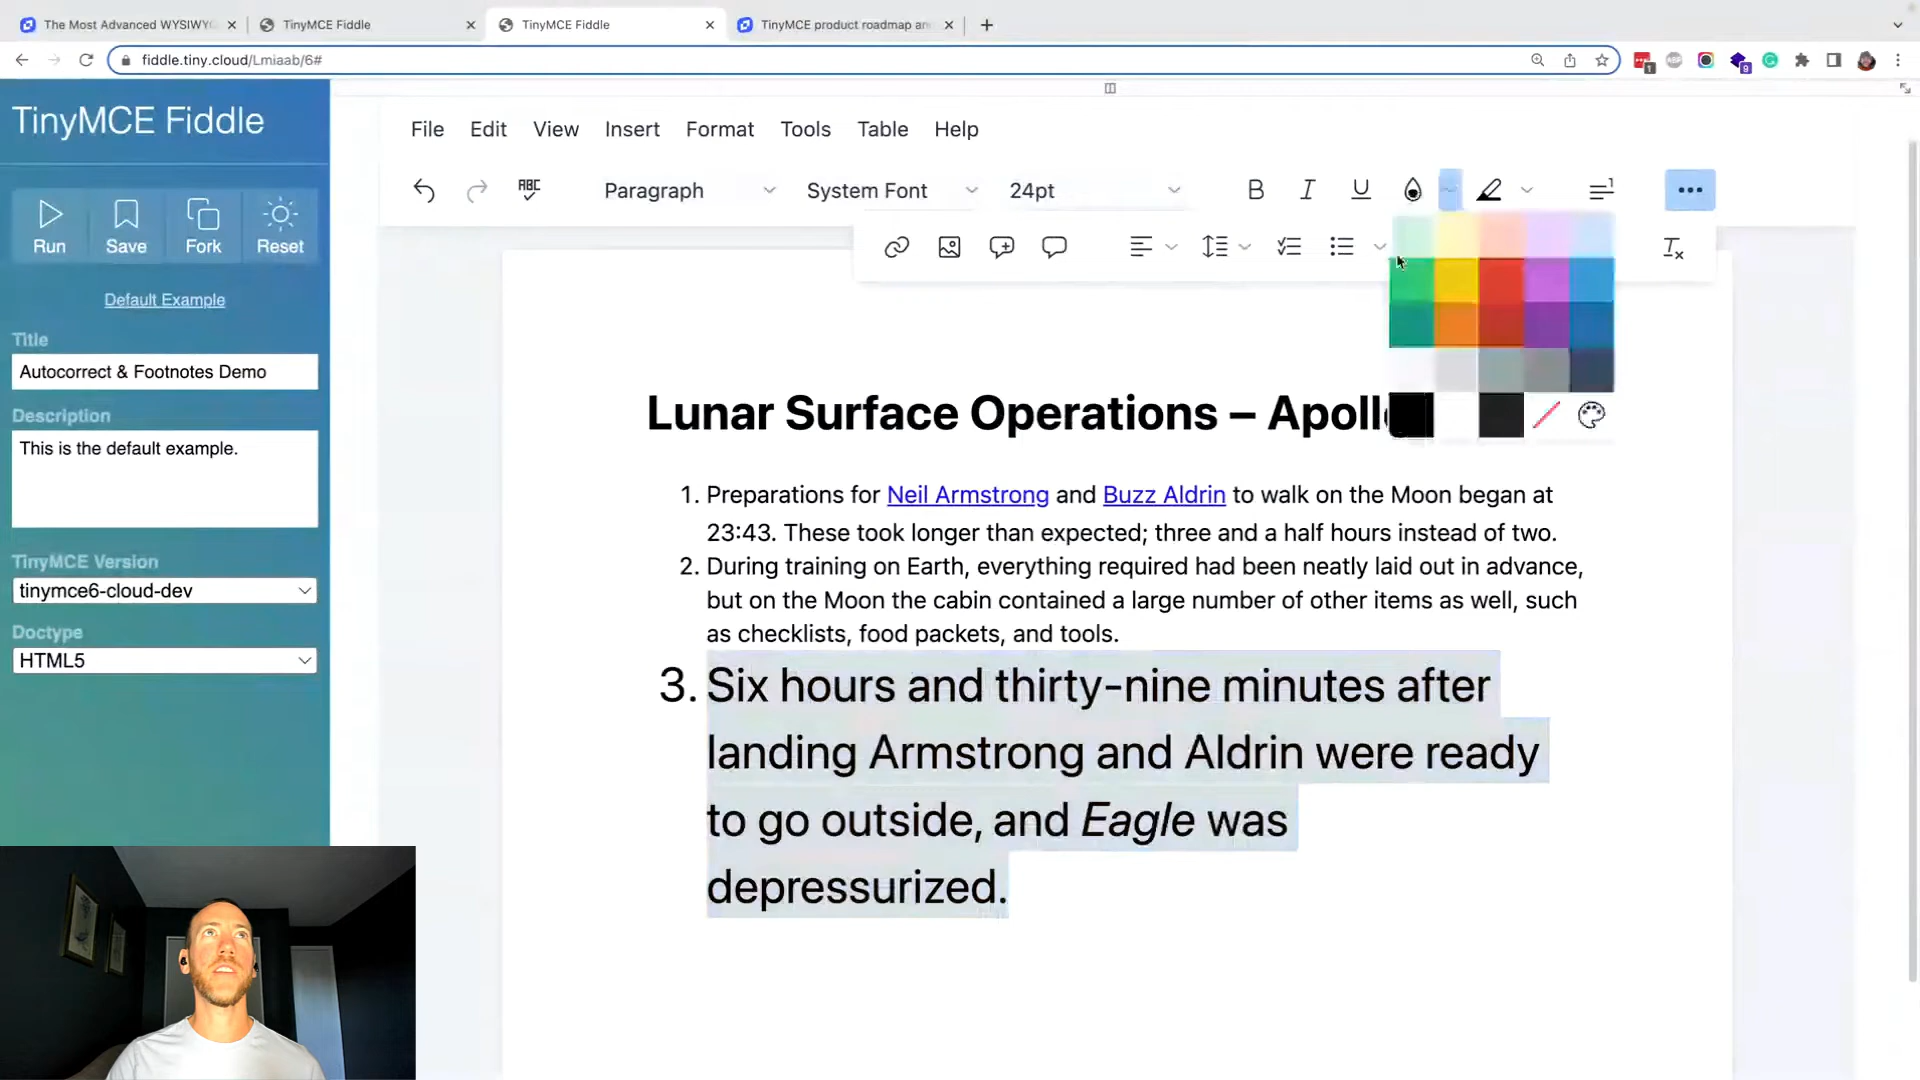 The Most Advanced WYSIWY
TinyMCE Fiddle
TinyMCE Fiddle
TinyMCE product roadmap an
fiddle.tiny.cloud/Lmiaab/6#
TinyMCE Fiddle
Run
Save
Fork
Reset
Default Example
Title
Autocorrect & Footnotes Demo
Description
This is the default example.
TinyMCE Version
tinymce6-cloud-dev
Doctype
HTML5
File Edit View Insert Format Tools Table Help
ABC
Paragraph
System Font
24pt
B I U
Lunar Surface Operations – Apoll
1. Preparations for Neil Armstrong and Buzz Aldrin to walk on the Moon began at
23:43. These took longer than expected; three and a half hours instead of two.
2. During training on Earth, everything required had been neatly laid out in advance,
but on the Moon the cabin contained a large number of other items as well, such
as checklists, food packets, and tools.
3. Six hours and thirty-nine minutes after
landing Armstrong and Aldrin were ready
to go outside, and Eagle was
depressurized.